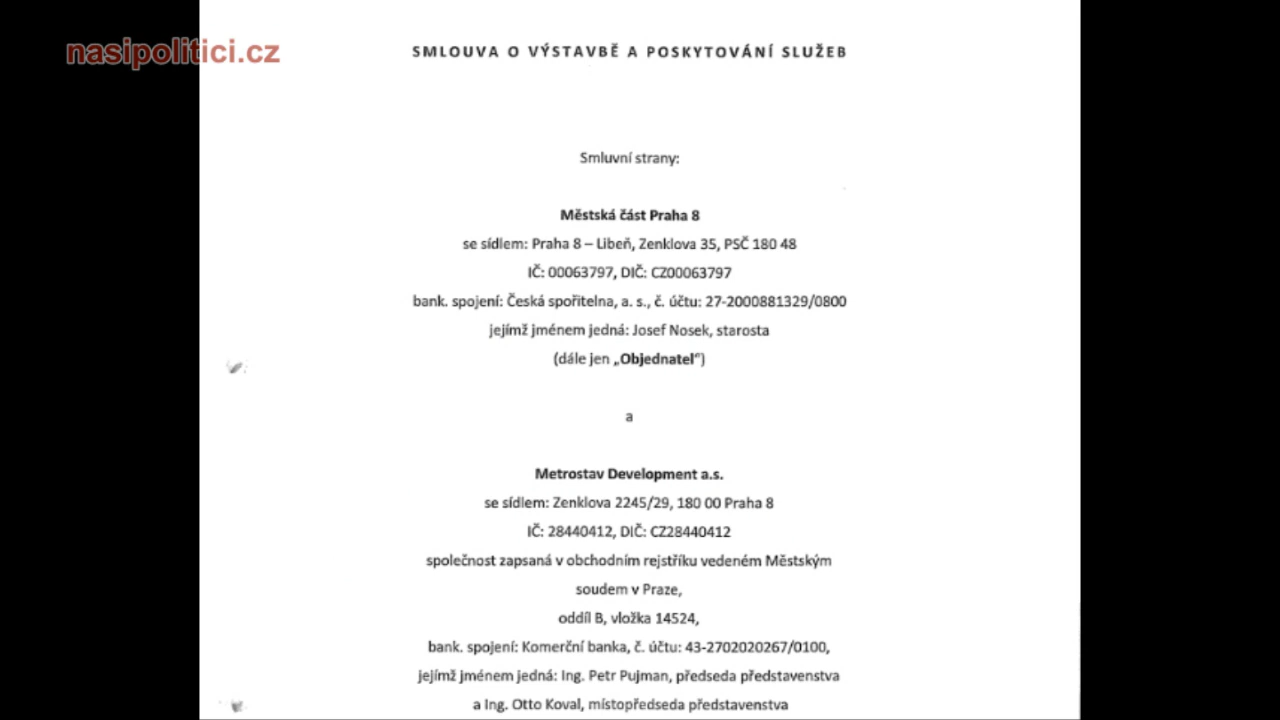 nasipolitici.cz
SMLOUVA O VÝSTAVBĚ A POSKYTOVÁNÍ SLUŽEB
Smluvní strany:
Městská část Praha 8
se sídlem: Praha 8 – Libeň, Zenklova 35, PSČ 180 48
IČ: 00063797, DIČ: CZ00063797
bank. spojení: Česká spořitelna, a. s., č. účtu: 27-2000881329/0800
jejímž jménem jedná: Josef Nosek, starosta
(dále jen „Objednatel“)
a
Metrostav Development a.s.
se sídlem: Zenklova 2245/29, 180 00 Praha 8
IČ: 28440412, DIČ: CZ28440412
společnost zapsaná v obchodním rejstříku vedeném Městským
soudem v Praze,
oddíl B, vložka 14524,
bank. spojení: Komerční banka, č. účtu: 43-2702020267/0100,
jejímž jménem jedná: Ing. Petr Pujman, předseda představenstva
a Ing. Otto Koval, místopředseda představenstva